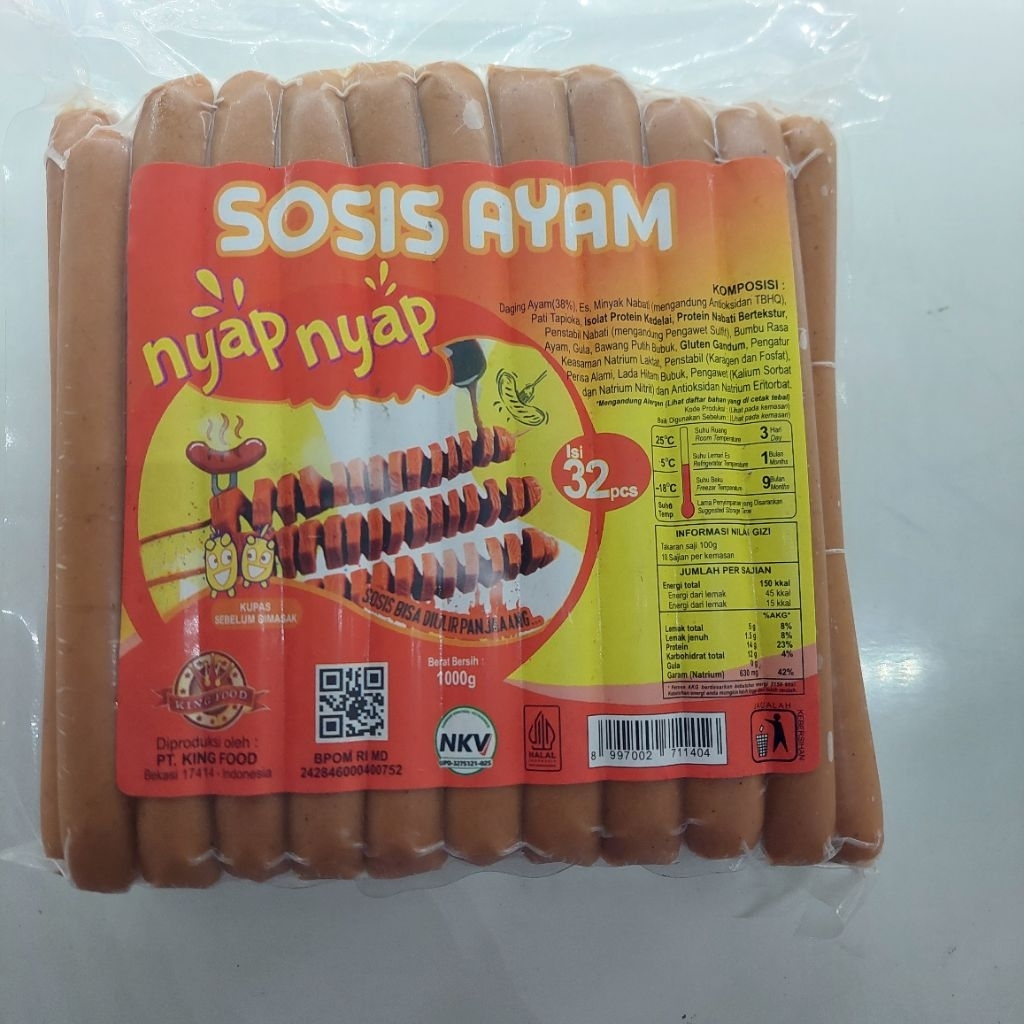 SOSIS AYAM
nyap nyap
KOMPOSISI :
Daging Ayam(38%), Es, Minyak Nabati (mengandung Antioksidan TBHQ),
Pati Tapioka, Isolat Protein Kedelai, Protein Nabati Bertekstur,
Penstabil Nabati (mengandung Pengawet Sulfit), Bumbu Rasa
Ayam, Gula, Bawang Putih Bubuk, Gluten Gandum, Pengatur
Keasaman Natrium Laktat, Penstabil (Karagen dan Fosfat),
Perisa Alami, Lada Hitam Bubuk, Pengawet (Kalium Sorbat
dan Natrium Nitrit) dan Antioksidan Natrium Eritorbat.
*Mengandung Alergen (Lihat daftar bahan yang di cetak tebal)
Kode Produksi : (Lihat pada kemasan)
Baik Digunakan Sebelum : (Lihat pada kemasan)
25°C Suhu Ruang Room Temperature 3 Hari Day
5°C Suhu Lemari Es Refrigerator Temperature 1 Bulan Months
-18°C Suhu Beku Freezer Temperature 9 Bulan Months
Suhu Temp Lama Penyimpanan yang Disarankan Suggested Storage Time
Isi
32 pcs
INFORMASI NILAI GIZI
Takaran saji 100g
10 Sajian per kemasan
JUMLAH PER SAJIAN
Energi total 150 kkal
Energi dari lemak 45 kkal
Energi dari lemak 15 kkal
%AKG*
Lemak total 5 g 8%
Lemak jenuh 1.5 g 8%
Protein 14 g 23%
Karbohidrat total 12 g 4%
Gula 0 g
Garam (Natrium) 630 mg 42%
SOSIS BISA DIULIR PANJAAANG...
KUPAS
SEBELUM DIMASAK
KING FOOD
Diproduksi oleh :
PT. KING FOOD
Bekasi 17414 - Indonesia
BPOM RI MD
242846000400752
Berat Bersih :
1000g
NKV
HALAL
INDONESIA
8 997002 711404
JAGALAH
KEBERSIHAN